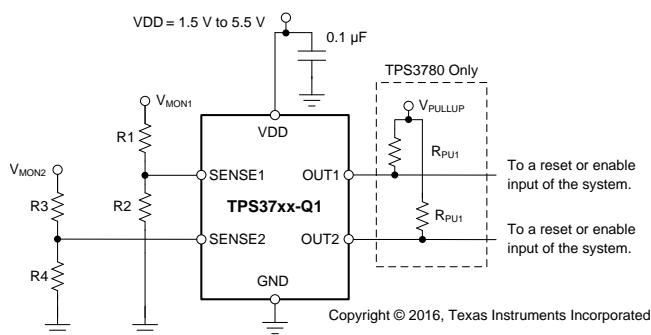 VDD = 1.5 V to 5.5 V
0.1 µF
TPS3780 Only
VMON1
VPULLUP
VDD
R1
RPU1
VMON2
SENSE1
OUT1
To a reset or enable
input of the system.
R3
R2
TPS37xx-Q1
RPU1
SENSE2
OUT2
To a reset or enable
input of the system.
R4
GND
Copyright © 2016, Texas Instruments Incorporated